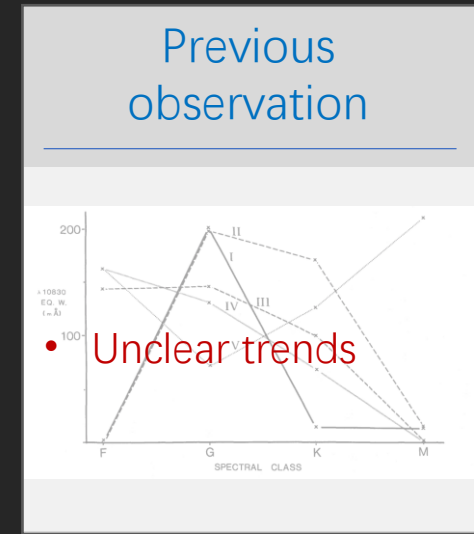 Previous
observation
200
II
I
λ10830
EQ. W.
(mÅ)
IV
III
100
V
• Unclear trends
F
G
K
M
SPECTRAL CLASS